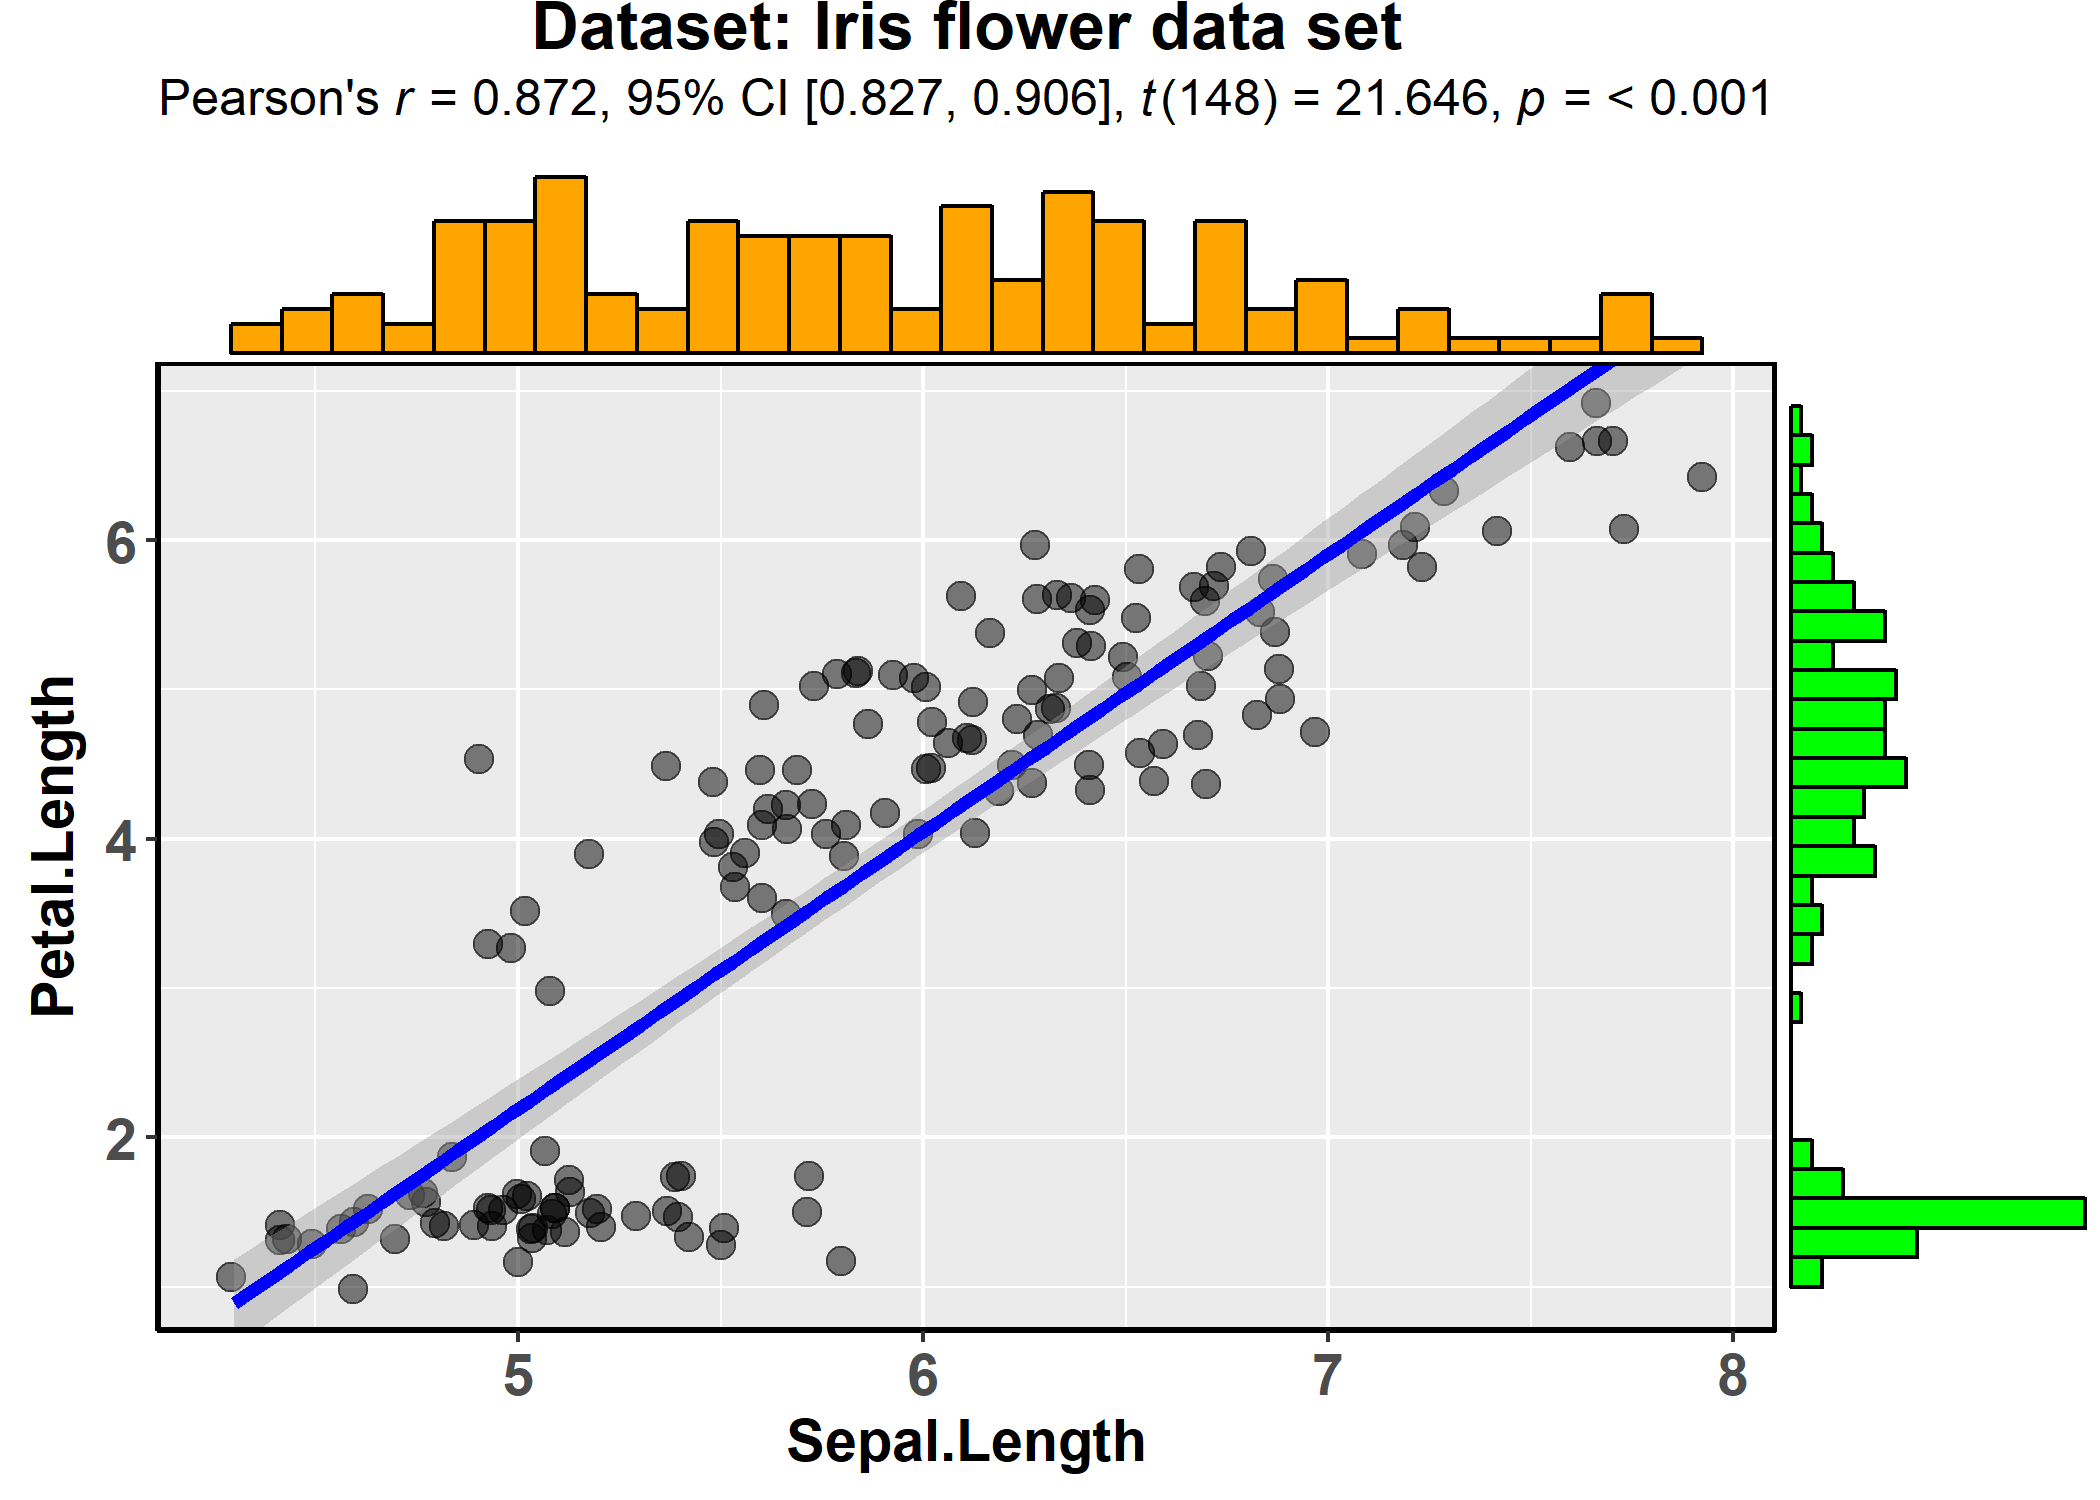 Dataset: Iris flower data set
Pearson's r = 0.872, 95% CI [0.827, 0.906], t(148) = 21.646, p = < 0.001
6
4
2
Petal.Length
5 6 7 8
Sepal.Length